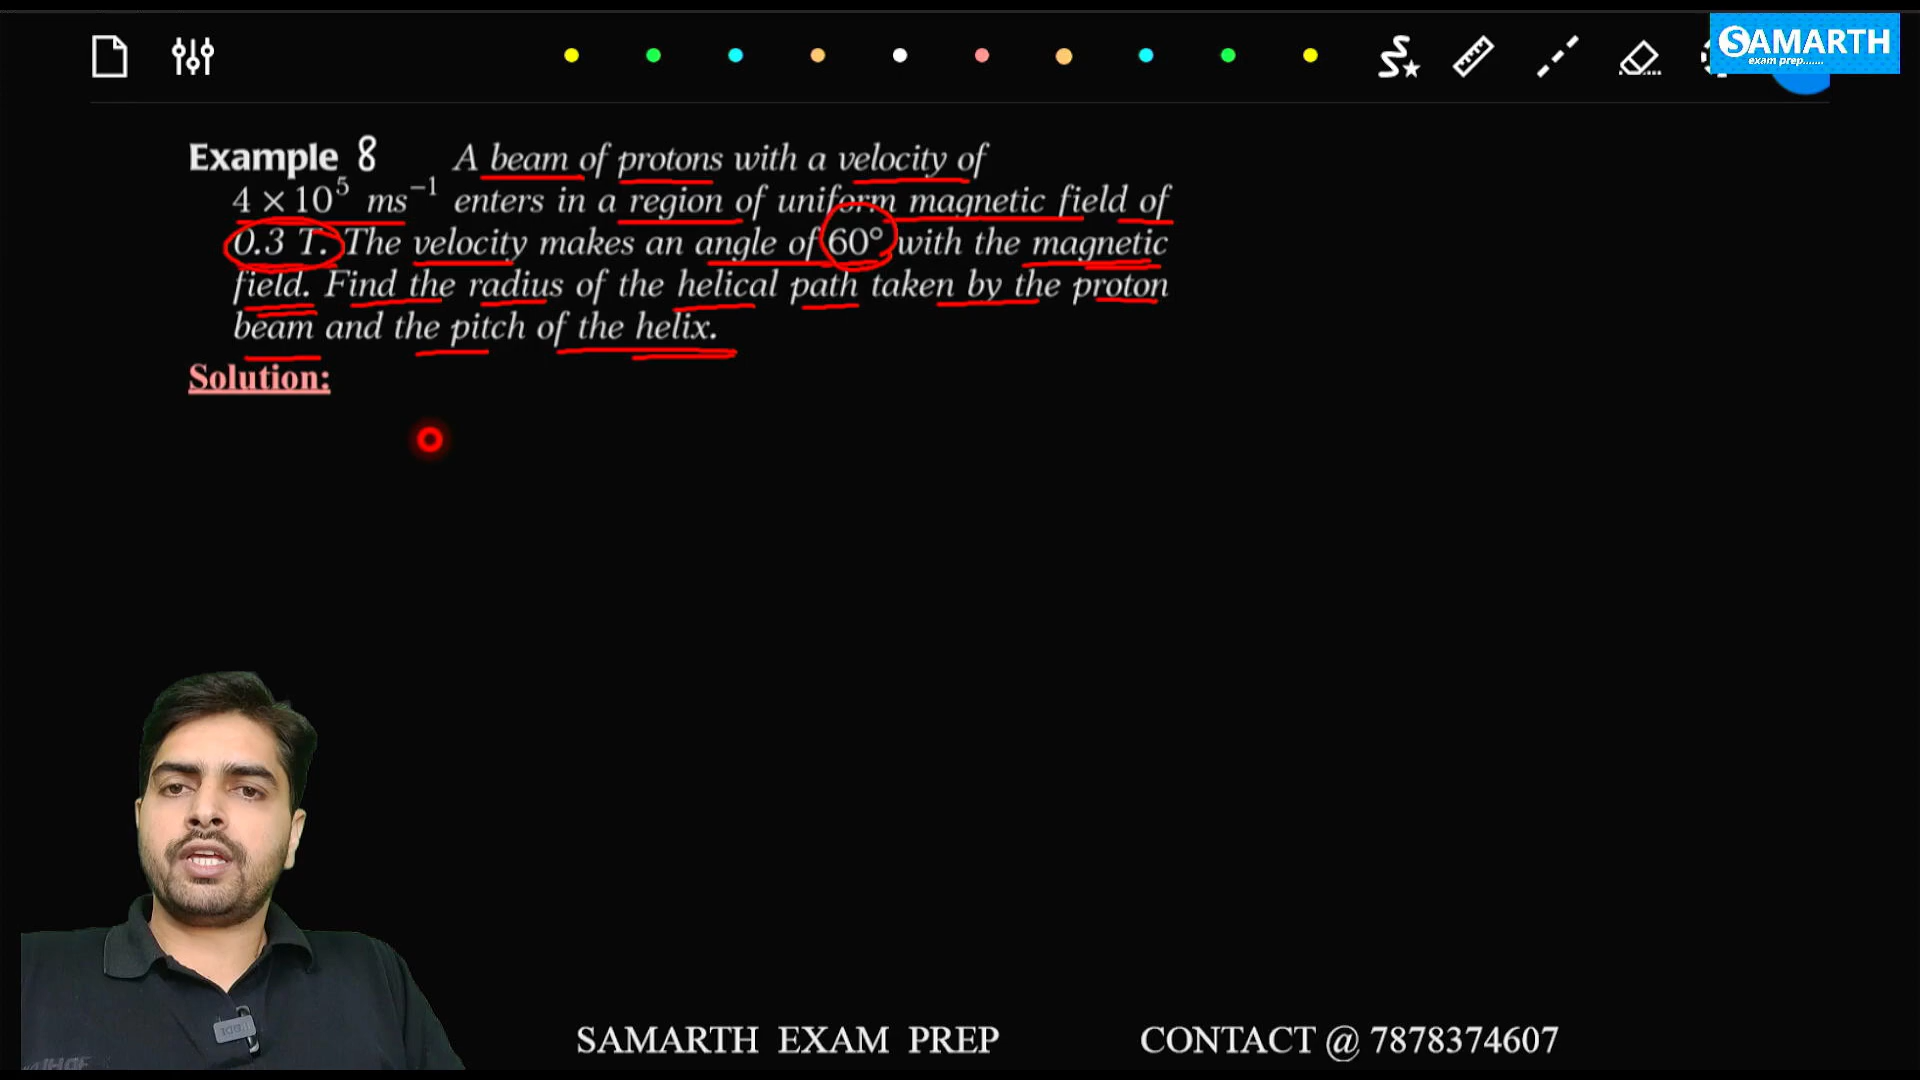 SAMARTH
exam prep.......
Example 8 A beam of protons with a velocity of
4 × 10⁵ ms⁻¹ enters in a region of uniform magnetic field of
0.3 T. The velocity makes an angle of 60° with the magnetic
field. Find the radius of the helical path taken by the proton
beam and the pitch of the helix.
Solution:
SAMARTH EXAM PREP CONTACT @ 7878374607